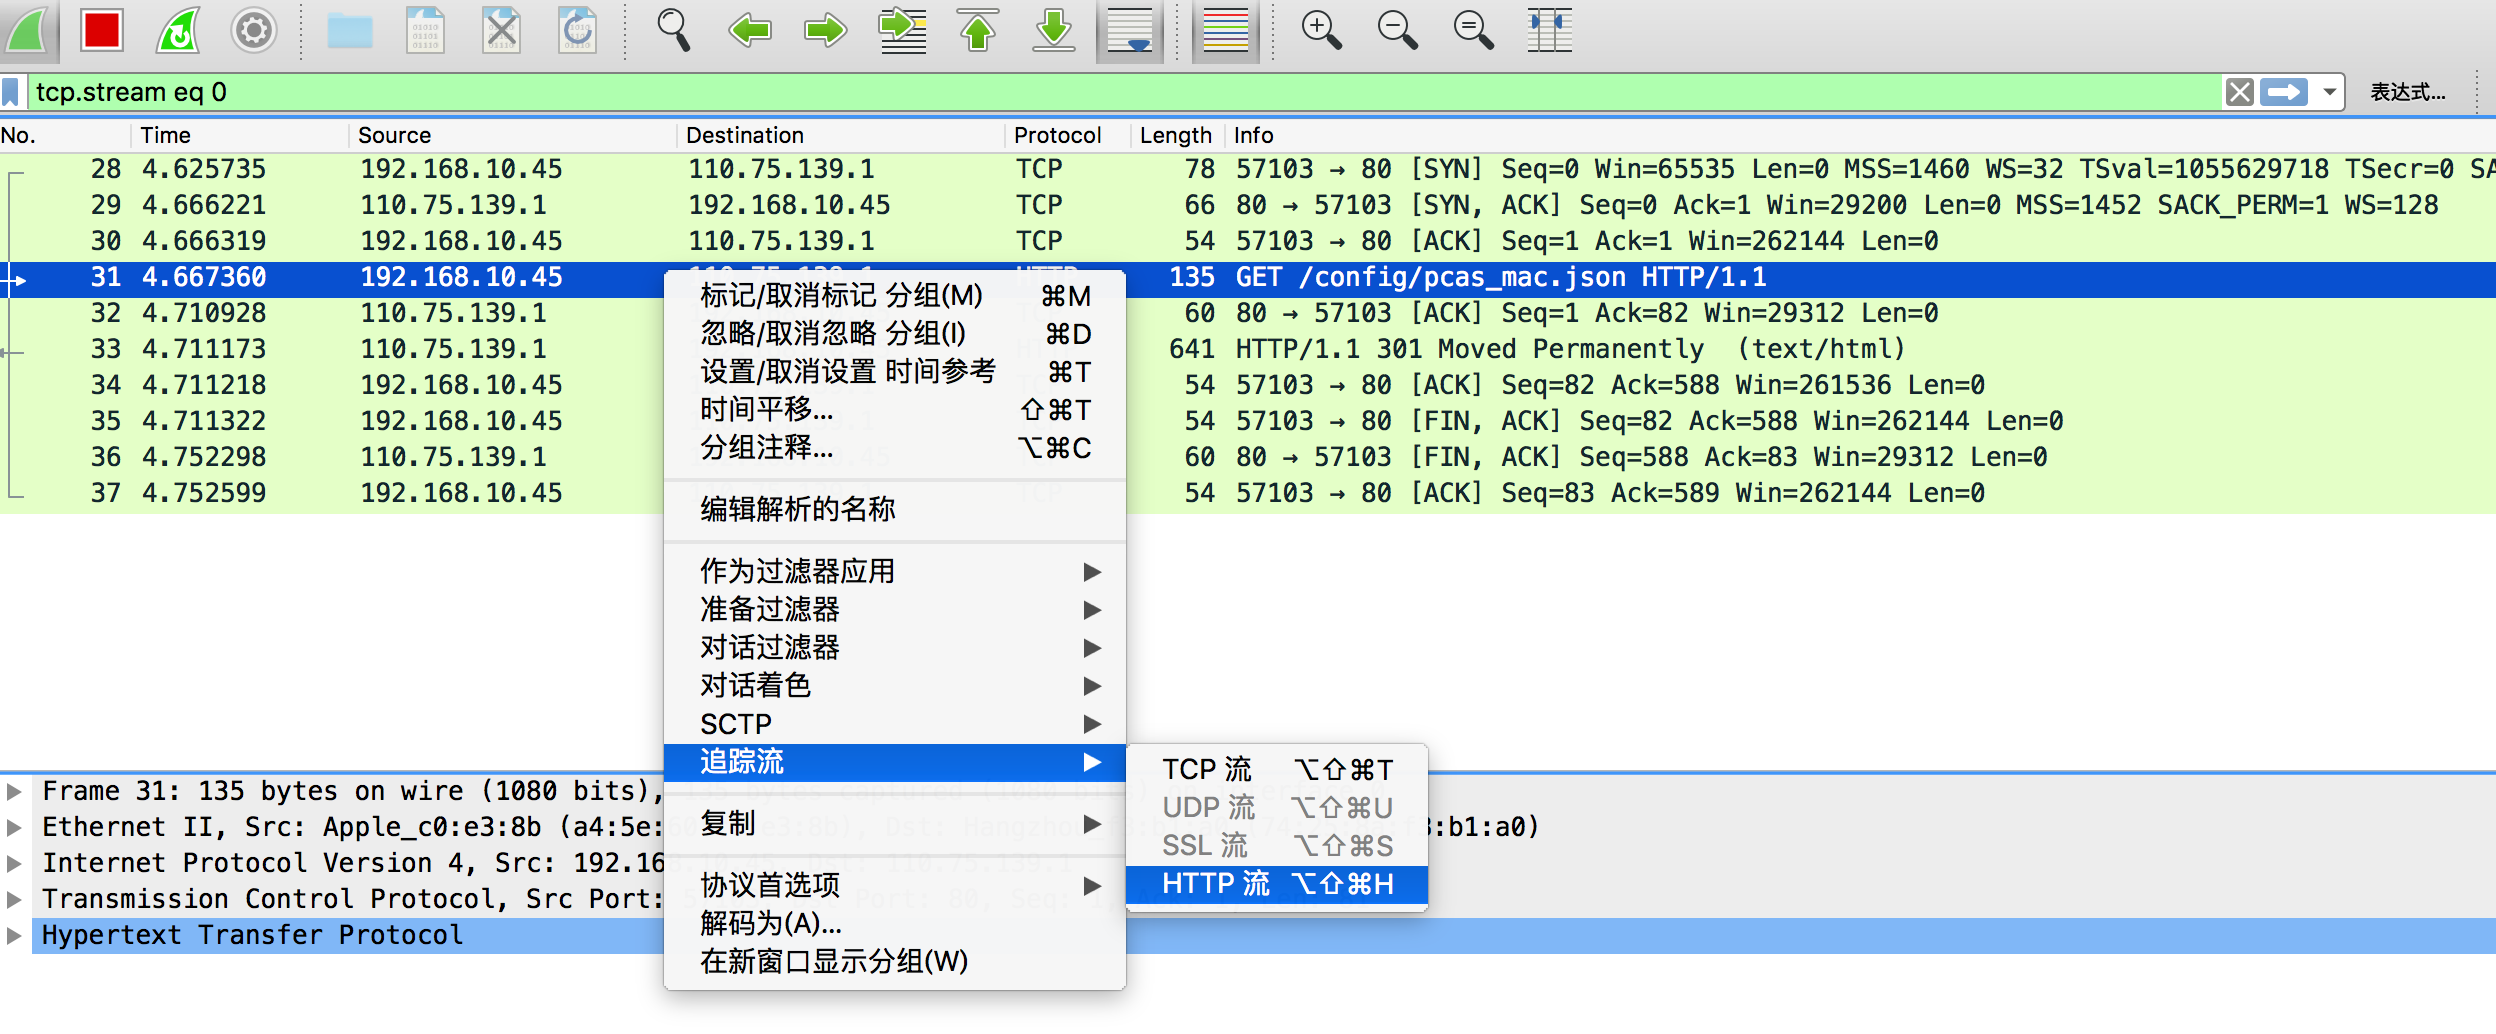 tcp.stream eq 0 表达式...
No. Time Source Destination Protocol Length Info
28 4.625735 192.168.10.45 110.75.139.1 TCP 78 57103 → 80 [SYN] Seq=0 Win=65535 Len=0 MSS=1460 WS=32 TSval=1055629718 TSecr=0 SA
29 4.666221 110.75.139.1 192.168.10.45 TCP 66 80 → 57103 [SYN, ACK] Seq=0 Ack=1 Win=29200 Len=0 MSS=1452 SACK_PERM=1 WS=128
30 4.666319 192.168.10.45 110.75.139.1 TCP 54 57103 → 80 [ACK] Seq=1 Ack=1 Win=262144 Len=0
31 4.667360 192.168.10.45 110.75.139.1 HTTP 135 GET /config/pcas_mac.json HTTP/1.1
32 4.710928 110.75.139.1 60 80 → 57103 [ACK] Seq=1 Ack=82 Win=29312 Len=0
33 4.711173 110.75.139.1 641 HTTP/1.1 301 Moved Permanently (text/html)
34 4.711218 192.168.10.45 54 57103 → 80 [ACK] Seq=82 Ack=588 Win=261536 Len=0
35 4.711322 192.168.10.45 54 57103 → 80 [FIN, ACK] Seq=82 Ack=588 Win=262144 Len=0
36 4.752298 110.75.139.1 60 80 → 57103 [FIN, ACK] Seq=588 Ack=83 Win=29312 Len=0
37 4.752599 192.168.10.45 54 57103 → 80 [ACK] Seq=83 Ack=589 Win=262144 Len=0
标记/取消标记 分组(M) ⌘M
忽略/取消忽略 分组(I) ⌘D
设置/取消设置 时间参考 ⌘T
时间平移... ⇧⌘T
分组注释... ⌥⌘C
编辑解析的名称
作为过滤器应用
准备过滤器
对话过滤器
对话着色
SCTP
追踪流
复制
协议首选项
解码为(A)...
在新窗口显示分组(W)
TCP 流 ⌥⇧⌘T
UDP 流 ⌥⇧⌘U
SSL 流 ⌥⇧⌘S
HTTP 流 ⌥⇧⌘H
Frame 31: 135 bytes on wire (1080 bits), 135 bytes captured (1080 bits)
Ethernet II, Src: Apple_c0:e3:8b (a4:5e: :b1:a0)
Internet Protocol Version 4, Src: 192.168.10.45, Dst: 110.75.139.1
Transmission Control Protocol, Src Port:
Hypertext Transfer Protocol